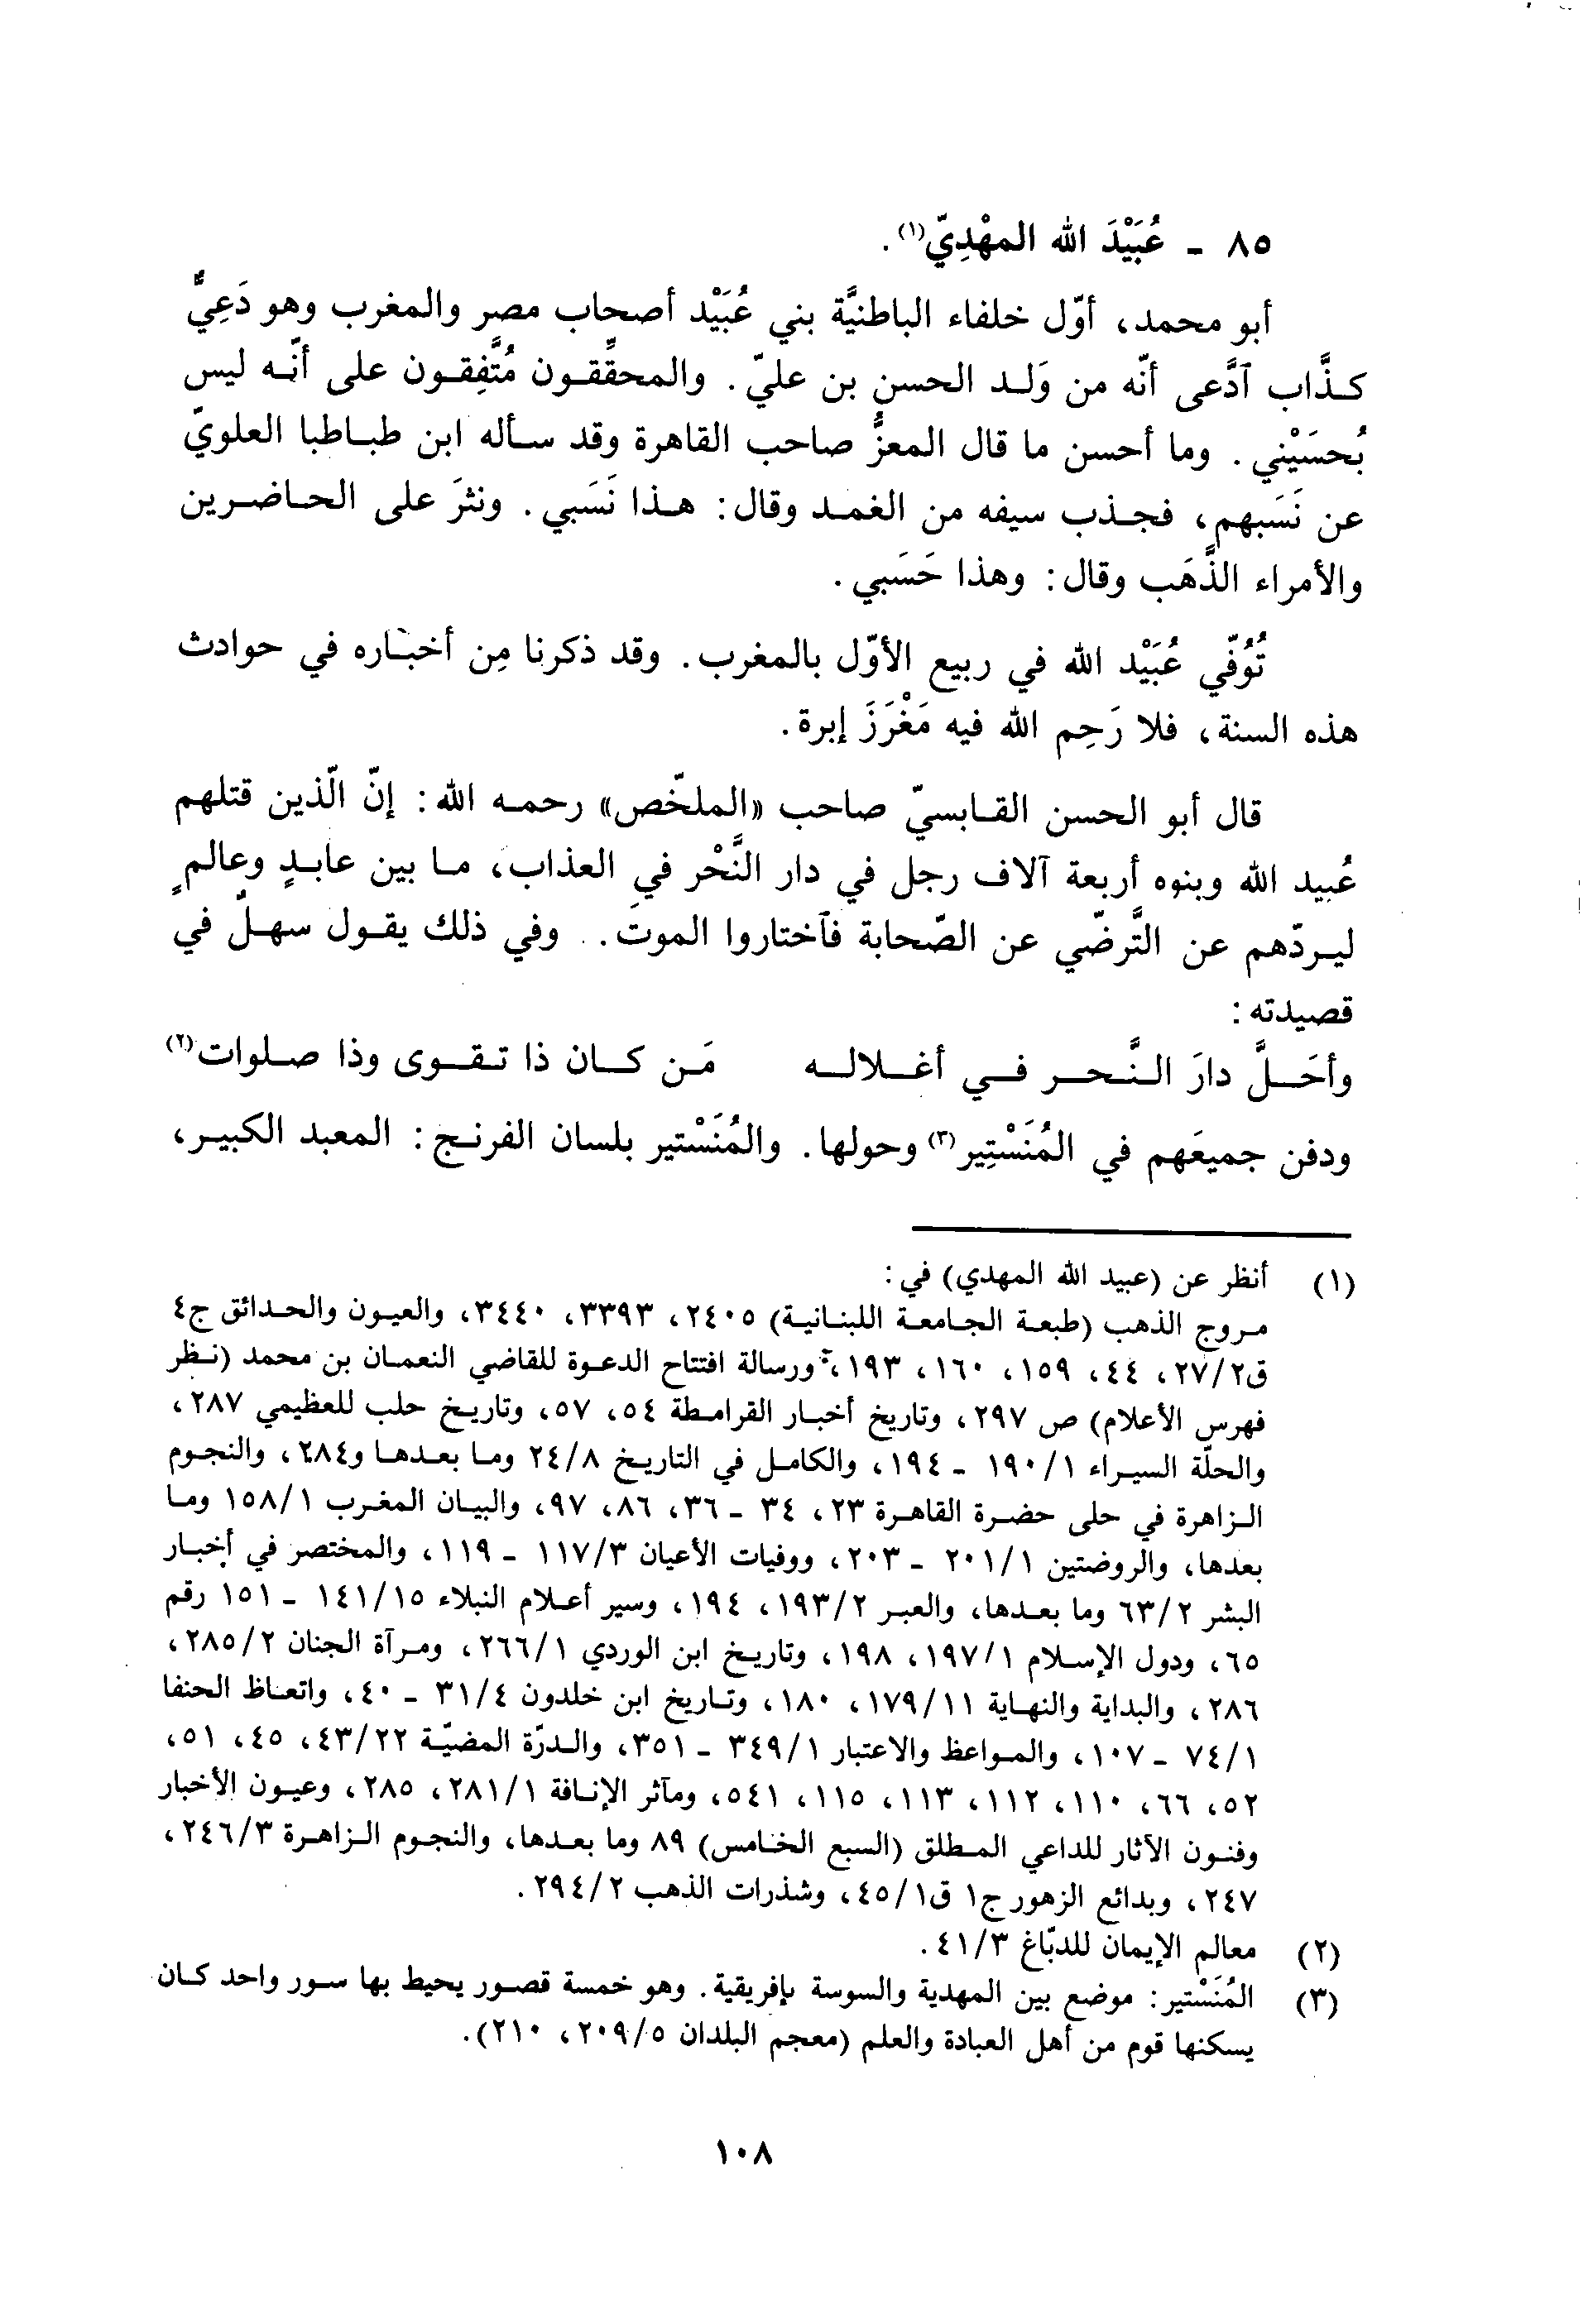 ٨٥ - عُبَيْدَ الله المهْدِيّ(١).
أبو محمد، أوّل خلفاء الباطنيَّة بني عُبَيْد أصحاب مصر والمغرب وهو دَعِيٌّ
كذَّاب ٱدَّعى أنّه من وَلد الحسن بن عليّ. والمحقِّقون مُتَّفِقون على أنّه ليس
بُحسَيْني. وما أحسن ما قال المعزُّ صاحب القاهرة وقد سأله ابن طباطبا العلويّ
عن نَسَبهم، فجذب سيفه من الغمد وقال: هذا نَسَبي. ونثرَ على الحاضرين
والأمراء الذَّهَب وقال: وهذا حَسَبي.
تُوُفّي عُبَيْد الله في ربيع الأوّل بالمغرب. وقد ذكرنا مِن أخباره في حوادث
هذه السنة، فلا رَحِم الله فيه مَغْرَزَ إبرة.
قال أبو الحسن القابسيّ صاحب «الملخّص» رحمه الله: إنّ الّذين قتلهم
عُبيد الله وبنوه أربعة آلاف رجل في دار النَّحْر في العذاب، ما بين عابدٍ وعالمٍ
ليردّهم عن التَّرضّي عن الصّحابة فٱختاروا الموت. وفي ذلك يقول سهلٌ في
قصيدته:
وأحَلَّ دارَ النَّحر في أغلاله مَن كان ذا تقوى وذا صلوات(٢)
ودفن جميعَهم في المُنَسْتِير(٣) وحولها. والمُنَسْتير بلسان الفرنج: المعبد الكبير،
(١) أنظر عن (عبيد الله المهدي) في:
مروج الذهب (طبعة الجامعة اللبنانية) ٢٤٠٥، ٣٣٩٣، ٣٤٤٠، والعيون والحدائق ج٤
ق٢/٢٧، ٤٤، ١٥٩، ١٦٠، ١٩٣، ورسالة افتتاح الدعوة للقاضي النعمان بن محمد (نظر
فهرس الأعلام) ص ٢٩٧، وتاريخ أخبار القرامطة ٥٤، ٥٧، وتاريخ حلب للعظيمي ٢٨٧،
والحلّة السيراء ١/١٩٠ - ١٩٤، والكامل في التاريخ ٨/٢٤ وما بعدها و٢٨٤، والنجوم
الزاهرة في حلى حضرة القاهرة ٢٣، ٣٤ - ٣٦، ٨٦، ٩٧، والبيان المغرب ١/١٥٨ وما
بعدها، والروضتين ١/٢٠١ - ٢٠٣، ووفيات الأعيان ٣/١١٧ - ١١٩، والمختصر في أخبار
البشر ٢/٦٣ وما بعدها، والعبر ٢/١٩٣، ١٩٤، وسير أعلام النبلاء ١٥/١٤١ - ١٥١ رقم
٦٥، ودول الإسلام ١/١٩٧، ١٩٨، وتاريخ ابن الوردي ١/٢٦٦، ومرآة الجنان ٢/٢٨٥،
٢٨٦، والبداية والنهاية ١١/١٧٩، ١٨٠، وتاريخ ابن خلدون ٤/٣١ - ٤٠، واتعاظ الحنفا
١/٧٤ - ١٠٧، والمواعظ والاعتبار ١/٣٤٩ - ٣٥١، والدرّة المضيّة ٢٢/٤٣، ٤٥، ٥١،
٥٢، ٦٦، ١١٠، ١١٢، ١١٣، ١١٥، ٥٤١، ومآثر الإنافة ١/٢٨١، ٢٨٥، وعيون الأخبار
وفنون الآثار للداعي المطلق (السبع الخامس) ٨٩ وما بعدها، والنجوم الزاهرة ٣/٢٤٦،
٢٤٧، وبدائع الزهور ج١ ق١/٤٥، وشذرات الذهب ٢/٢٩٤.
(٢) معالم الإيمان للدبّاغ ٣/٤١.
(٣) المُنَسْتير: موضع بين المهدية والسوسة بإفريقية. وهو خمسة قصور يحيط بها سور واحد كان
يسكنها قوم من أهل العبادة والعلم (معجم البلدان ٥/٢٠٩، ٢١٠).
١٠٨